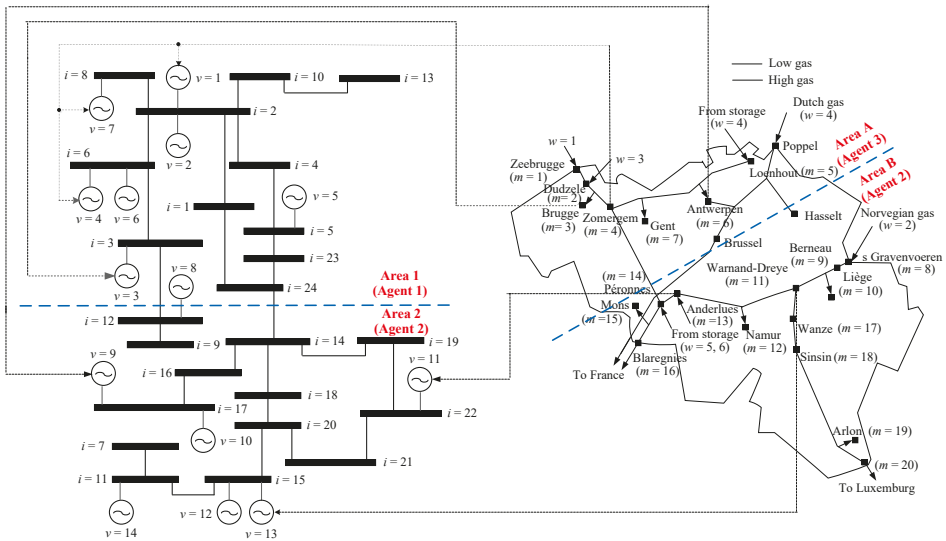 i = 8
v = 1
i = 10
i = 13
v = 7
i = 2
i = 6
v = 2
i = 4
v = 5
v = 4
v = 6
i = 1
i = 5
i = 3
v = 8
i = 23
v = 3
i = 24
Area 1
(Agent 1)
Area 2
(Agent 2)
i = 12
i = 9
i = 14
i = 19
v = 9
v = 11
i = 16
i = 18
i = 17
i = 22
v = 10
i = 20
i = 7
i = 21
i = 11
i = 15
v = 12
v = 14
v = 13
Low gas
High gas
From storage
(w = 4)
Dutch gas
(w = 4)
w = 1
w = 3
Zeebrugge
(m = 1)
Dudzele
(m= 2)
Brugge
(m= 3)
Zomergem
(m = 4)
Gent
(m = 7)
Antwerpen
(m = 6)
Poppel
Loenhout (m = 5)
Area A
(Agent 3)
Area B
(Agent 2)
Hasselt
Brussel
Norwegian gas
(w = 2)
Berneau
(m = 9)
s Gravenvoeren
(m = 8)
Liège
(m = 10)
Warnand-Dreye
(m = 11)
(m = 14)
Péronnes
Mons
(m =15)
Anderlues
(m =13)
From storage
(w = 5, 6)
Namur
(m = 12)
Wanze (m = 17)
Blaregnies
(m = 16)
Sinsin (m = 18)
To France
Arlon (m = 19)
(m = 20)
To Luxemburg